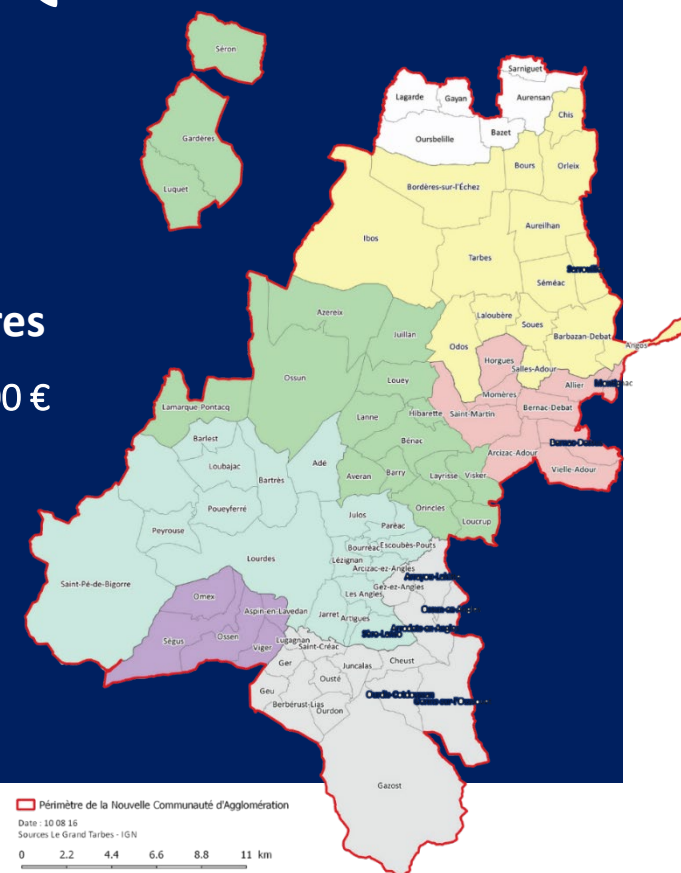 Séron
Sarniguet
Lagarde
Gayan
Aurensan
Chis
Gardères
Oursbelille
Bazet
Bours
Orleix
Luquet
Bordères-sur-l'Échez
Aureilhan
Ibos
Tarbes
Séméac
res
Azereix
Laloubère
Soues
Juillan
Barbazan-Debat
Odos
Angos
Horgues
Salles-Adour
Ossun
Louey
Allier
0 €
Momères
Lamarque-Pontacq
Bernac-Debat
Lanne
Hibarette
Saint-Martin
Barlest
Bénac
Arcizac-Adour
Loubajac
Adé
Vielle-Adour
Bartrès
Averan
Barry
Layrisse
Visker
Poueyferré
Orincles
Julos
Loucrup
Peyrouse
Paréac
Bourréac
Escoubès-Pouts
Lourdes
Lézignan
Arcizac-ez-Angles
Saint-Pé-de-Bigorre
Gez-ez-Angles
Les Angles
Omex
Aspin-en-Lavedan
Jarret
Artigues
Ségus
Ossen
Lugagnan
Viger
Saint-Créac
Ger
Juncalas
Cheust
Ousté
Geu
Berbérust-Lias
Ourdon
Gazost
Périmètre de la Nouvelle Communauté d'Agglomération
Date : 10 08 16
Sources Le Grand Tarbes - IGN
0 2.2 4.4 6.6 8.8 11 km